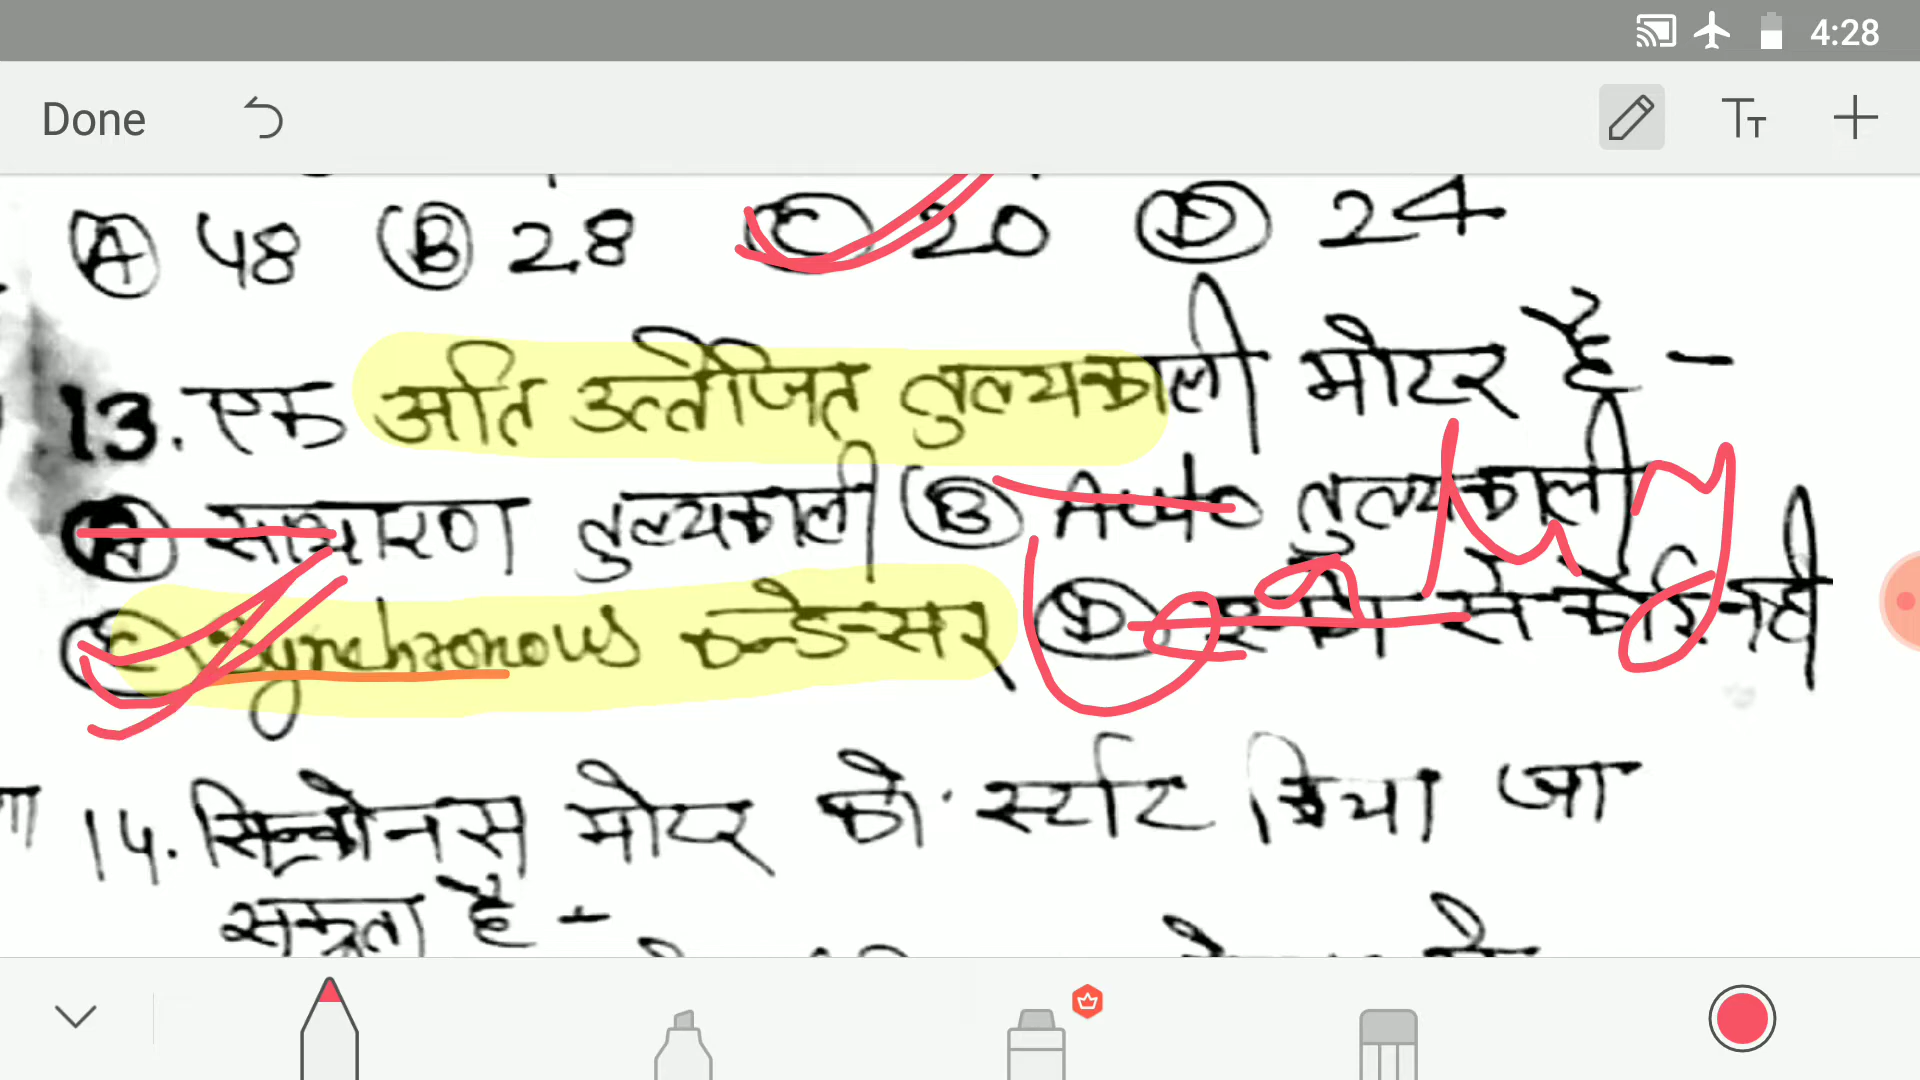 4:28
Done
Ⓐ 48 Ⓑ 28 Ⓒ 20 Ⓓ 24
13. एक अति उत्तेजित तुल्यकाली मोटर है -
Ⓐ साधारण तुल्यकाली Ⓑ Auto तुल्यकाली
Ⓒ Synchronous कन्डेन्सर Ⓓ इनमे से कोई नही
14. सिन्क्रोनस मोटर को स्टार्ट किया जा
सकता है -